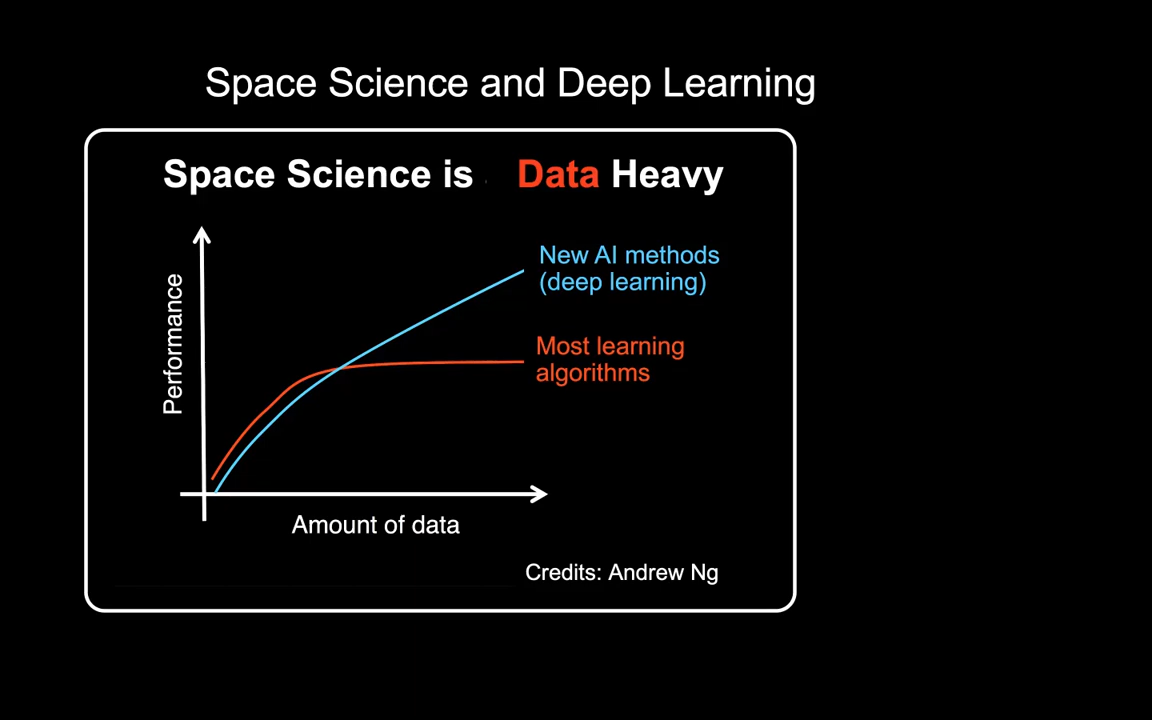 Space Science and Deep Learning
Space Science is Data Heavy
New AI methods
(deep learning)
Most learning
algorithms
Performance
Amount of data
Credits: Andrew Ng